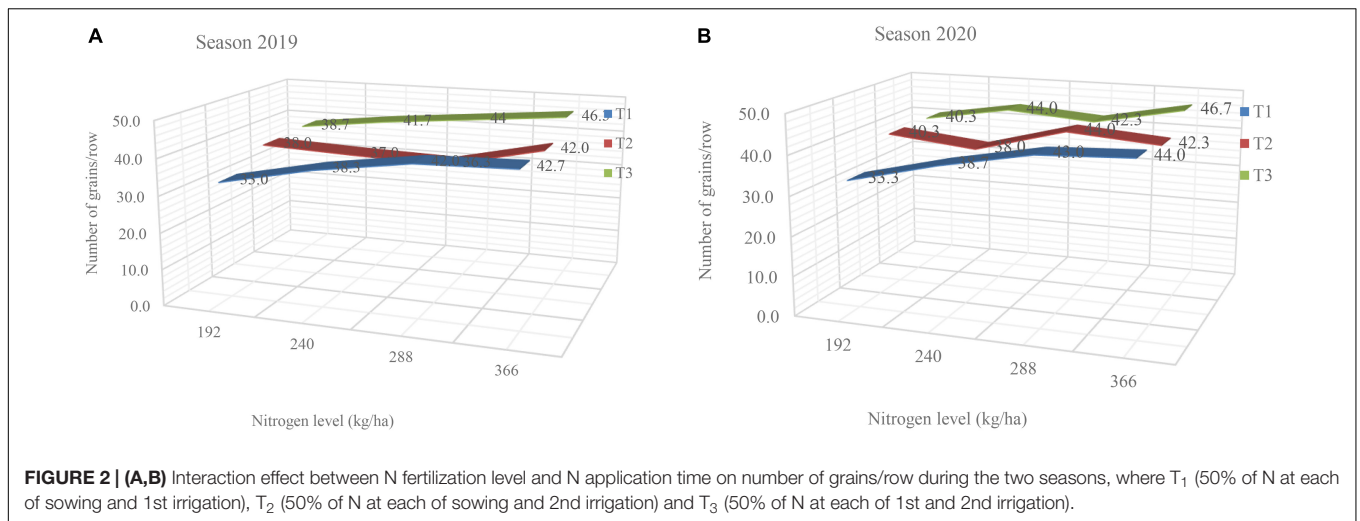 A
Season 2019
50.0
40.0
30.0
20.0
10.0
0.0
Number of grains/row
38.7
41.7
44
42.0
42.7
192
240
288
366
Nitrogen level (kg/ha)
T1
T2
T3
B
Season 2020
50.0
40.0
30.0
20.0
10.0
0.0
Number of grains/row
40.3
44.0
42.3
46.7
40.3
38.0
44.0
42.3
35.3
38.7
44.0
192
240
288
366
Nitrogen level (kg/ha)
T1
T2
T3
FIGURE 2 | (A,B) Interaction effect between N fertilization level and N application time on number of grains/row during the two seasons, where T₁ (50% of N at each
of sowing and 1st irrigation), T₂ (50% of N at each of sowing and 2nd irrigation) and T₃ (50% of N at each of 1st and 2nd irrigation).